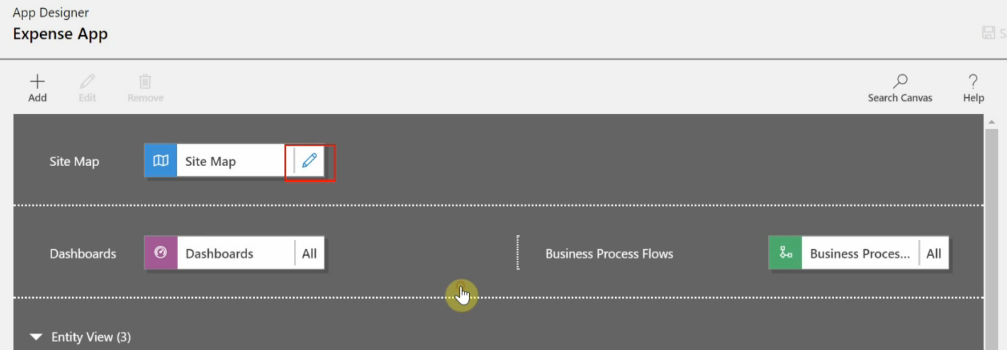 App Designer
Expense App
S
Add Edit Remove Search Canvas Help
Site Map Site Map
Dashboards Dashboards All Business Process Flows Business Proces... All
Entity View (3)